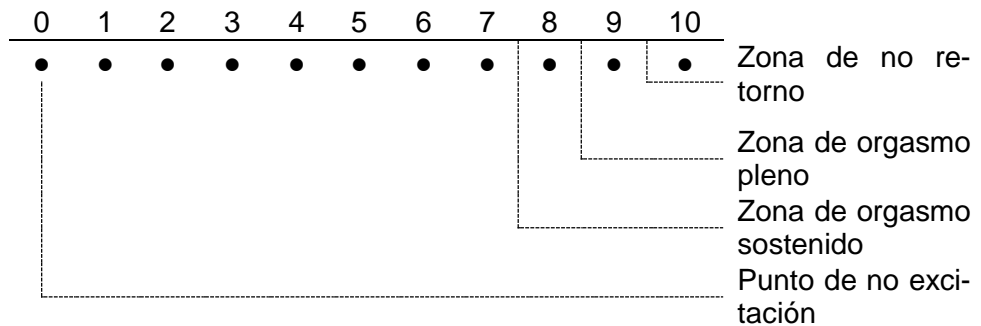 0 1 2 3 4 5 6 7 8 9 10
Zona de no re-
torno
Zona de orgasmo
pleno
Zona de orgasmo
sostenido
Punto de no exci-
tación